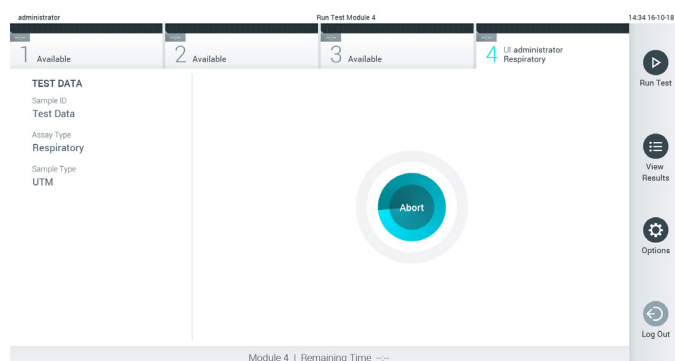 administrator
Run Test Module 4
14:34 16-10-18
--:--
--:--
--:--
--:--
1 Available
2 Available
3 Available
4 UI administrator
Respiratory
TEST DATA
Sample ID
Test Data
Assay Type
Respiratory
Sample Type
UTM
Abort
Run Test
View
Results
Options
Log Out
Module 4 | Remaining Time --:--